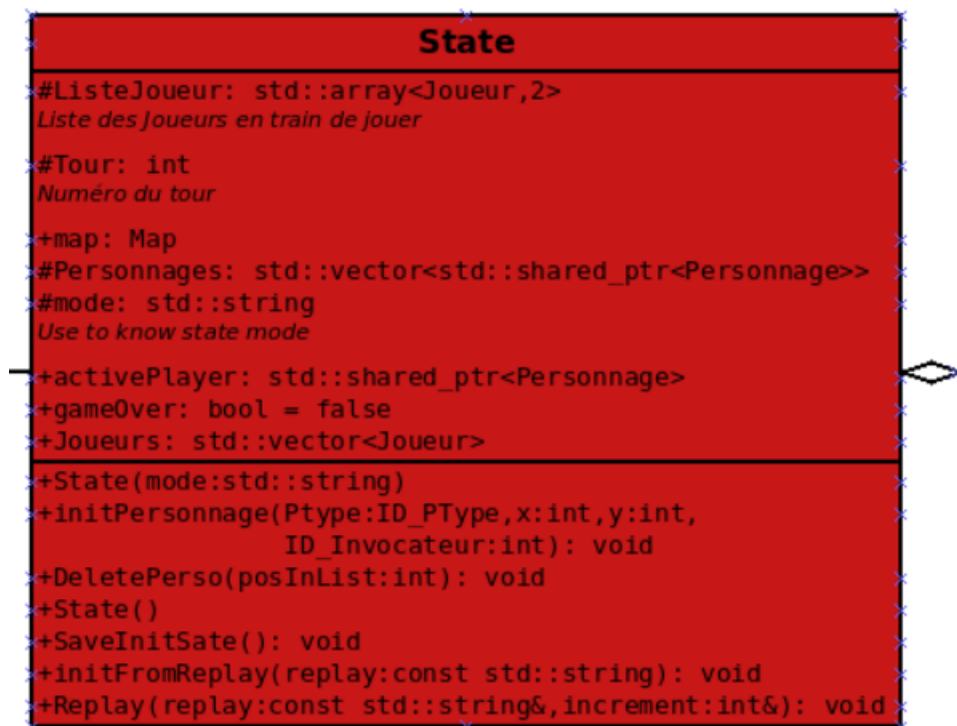 State
#ListeJoueur: std::array<Joueur,2>
Liste des Joueurs en train de jouer
#Tour: int
Numéro du tour
+map: Map
#Personnages: std::vector<std::shared_ptr<Personnage>>
#mode: std::string
Use to know state mode
+activePlayer: std::shared_ptr<Personnage>
+gameOver: bool = false
+Joueurs: std::vector<Joueur>
+State(mode:std::string)
+initPersonnage(Ptype:ID_PType,x:int,y:int,
ID_Invocateur:int): void
+DeletePerso(posInList:int): void
+State()
+SaveInitSate(): void
+initFromReplay(replay:const std::string): void
+Replay(replay:const std::string&,increment:int&): void